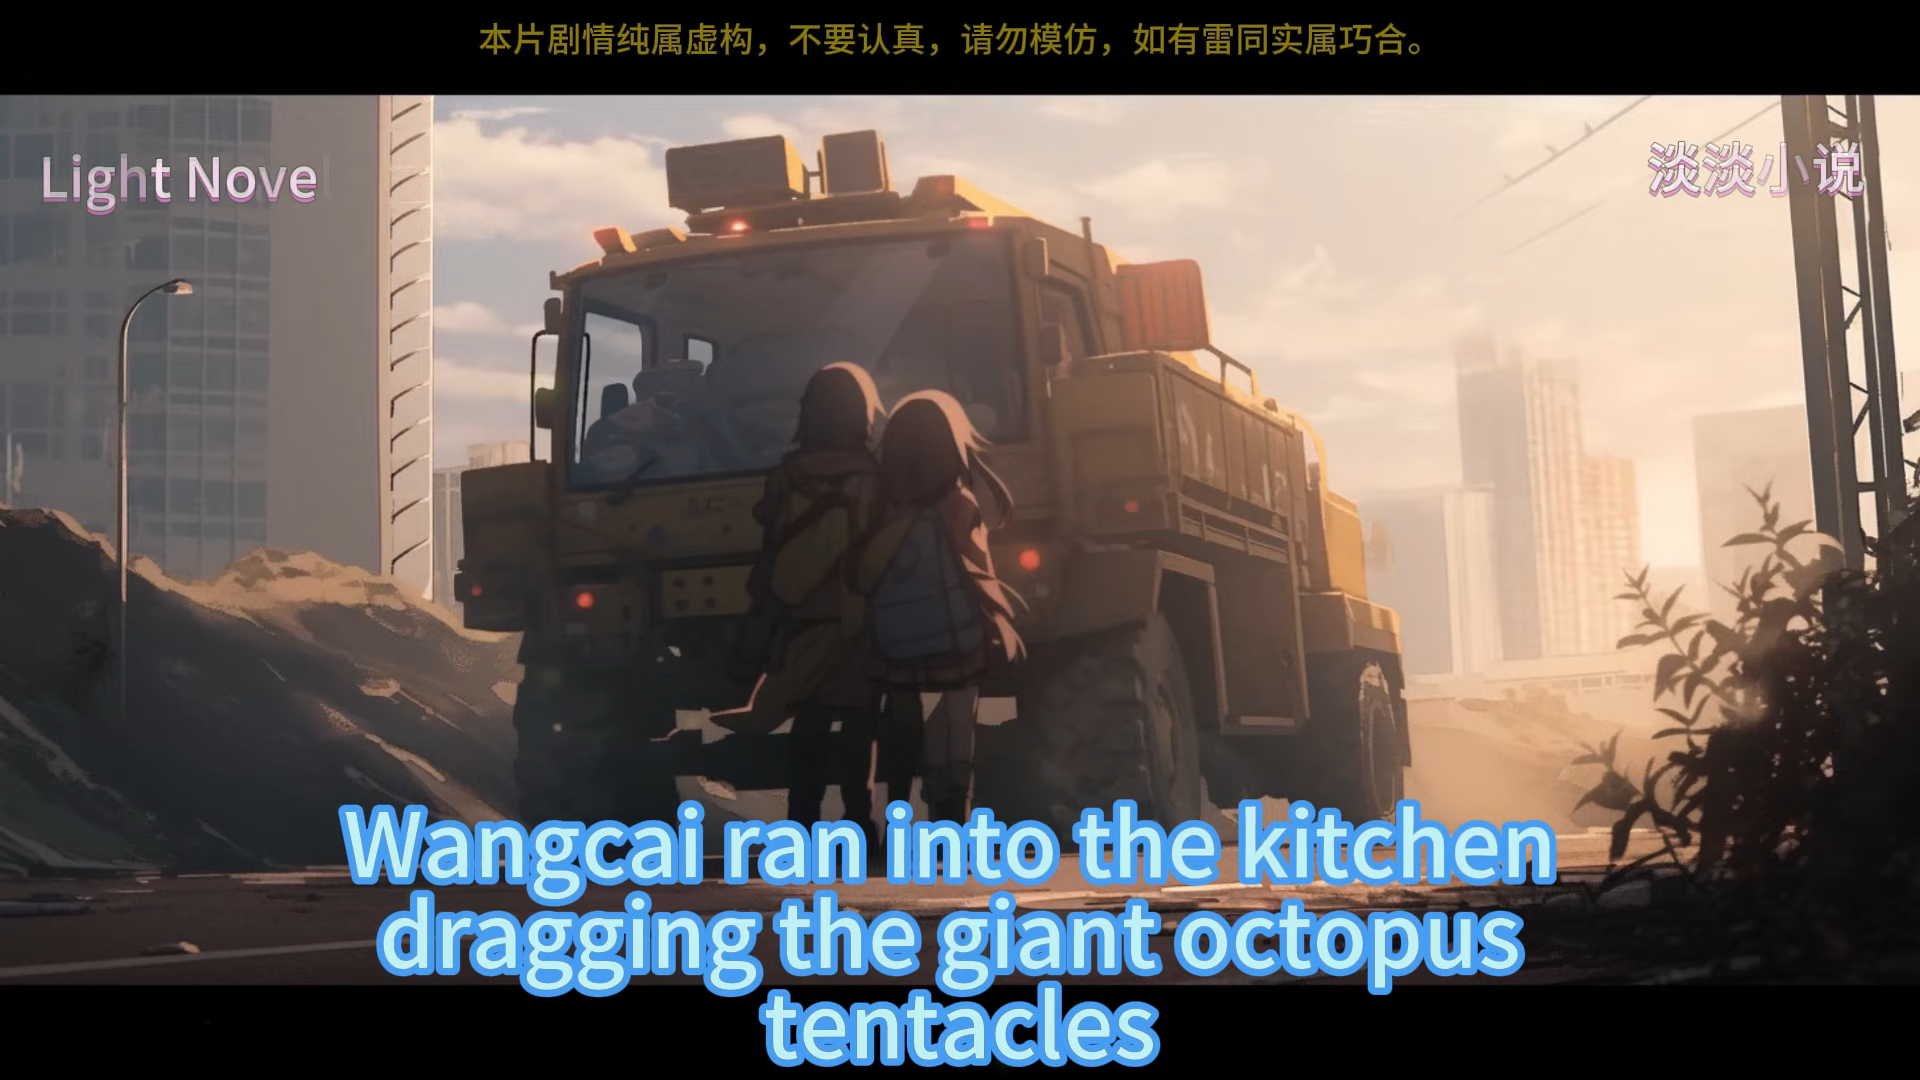 本片剧情纯属虚构，不要认真，请勿模仿，如有雷同实属巧合。
Light Nove
淡淡小说
Wangcai ran into the kitchen
dragging the giant octopus
tentacles